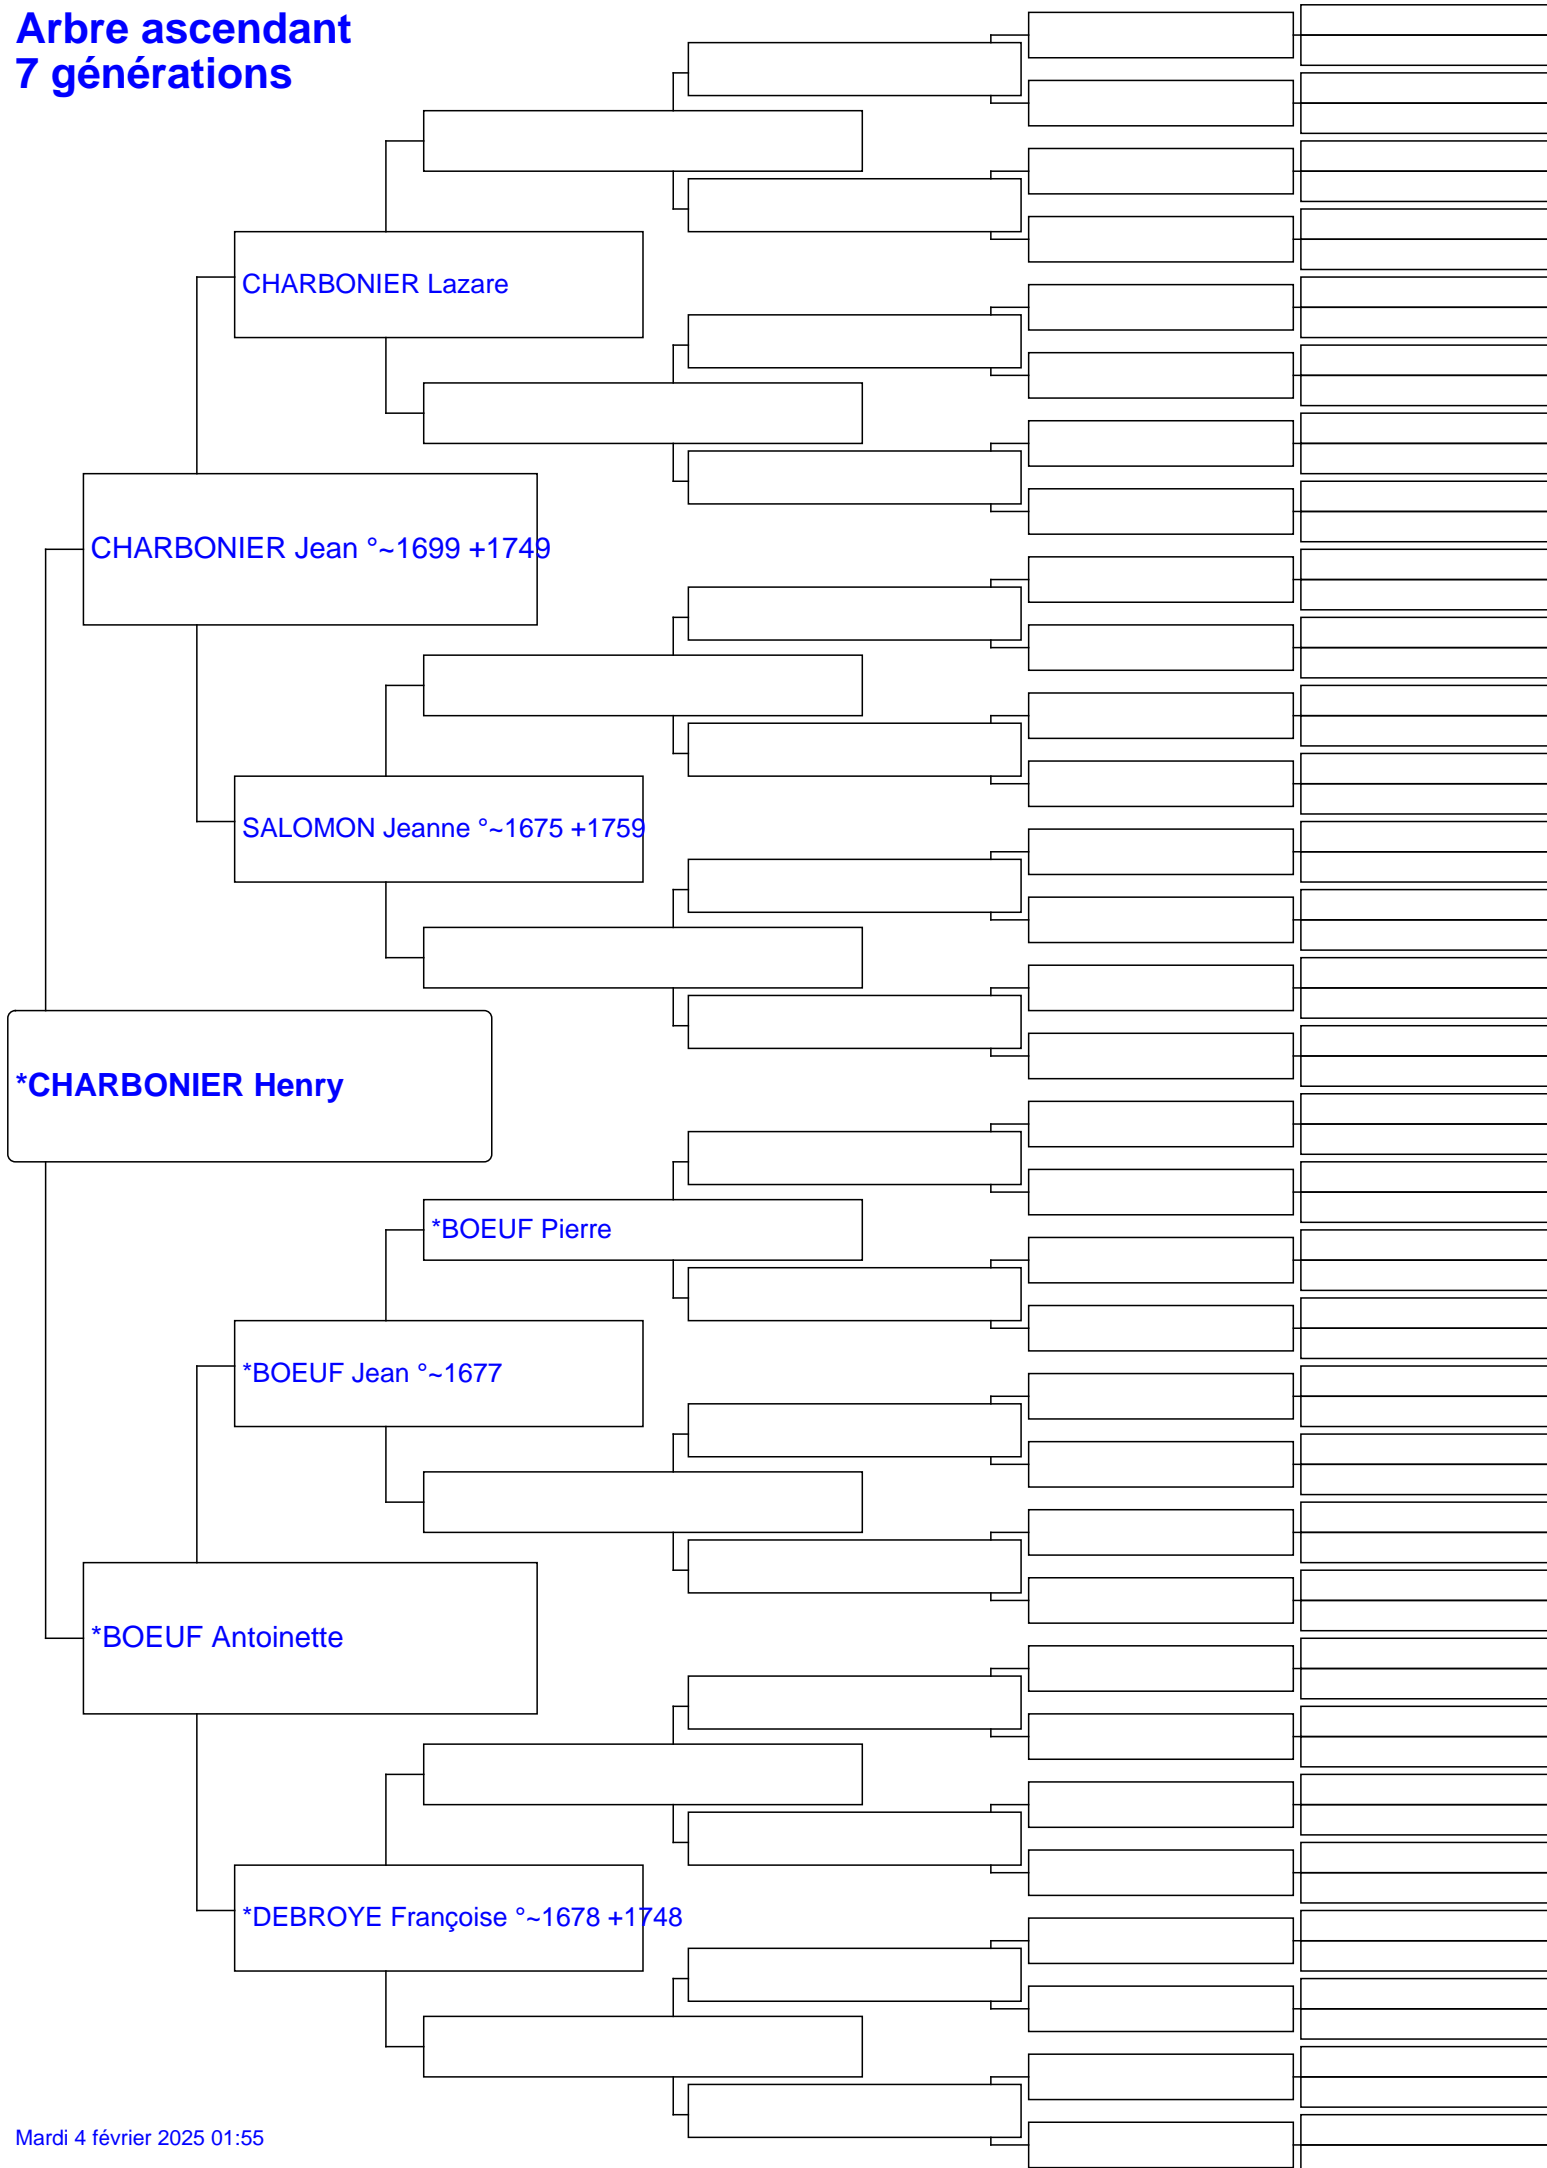 Arbre ascendant
7 générations
CHARBONIER Lazare
CHARBONIER Jean °~1699 +1749
SALOMON Jeanne °~1675 +1759
*CHARBONIER Henry
*BOEUF Pierre
*BOEUF Jean °~1677
*BOEUF Antoinette
*DEBROYE Françoise °~1678 +1748
Mardi 4 février 2025 01:55